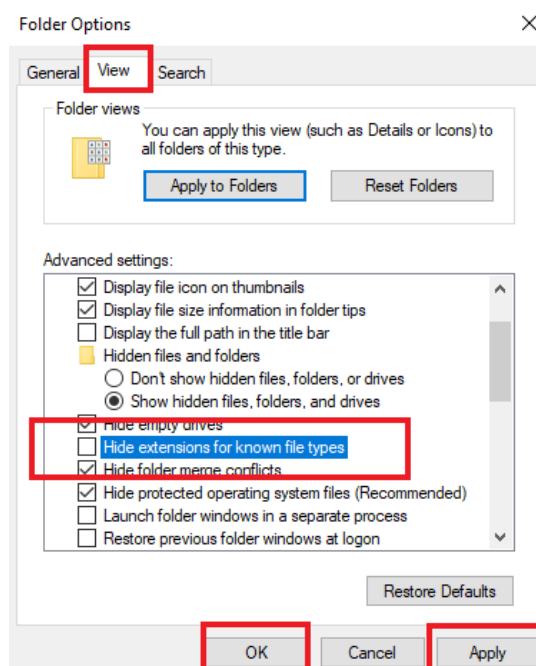 Folder Options
General View Search
Folder views
You can apply this view (such as Details or Icons) to
all folders of this type.
Apply to Folders Reset Folders
Advanced settings:
Display file icon on thumbnails
Display file size information in folder tips
Display the full path in the title bar
Hidden files and folders
Don't show hidden files, folders, or drives
Show hidden files, folders, and drives
Hide empty drives
Hide extensions for known file types
Hide folder merge conflicts
Hide protected operating system files (Recommended)
Launch folder windows in a separate process
Restore previous folder windows at logon
Restore Defaults
OK Cancel Apply